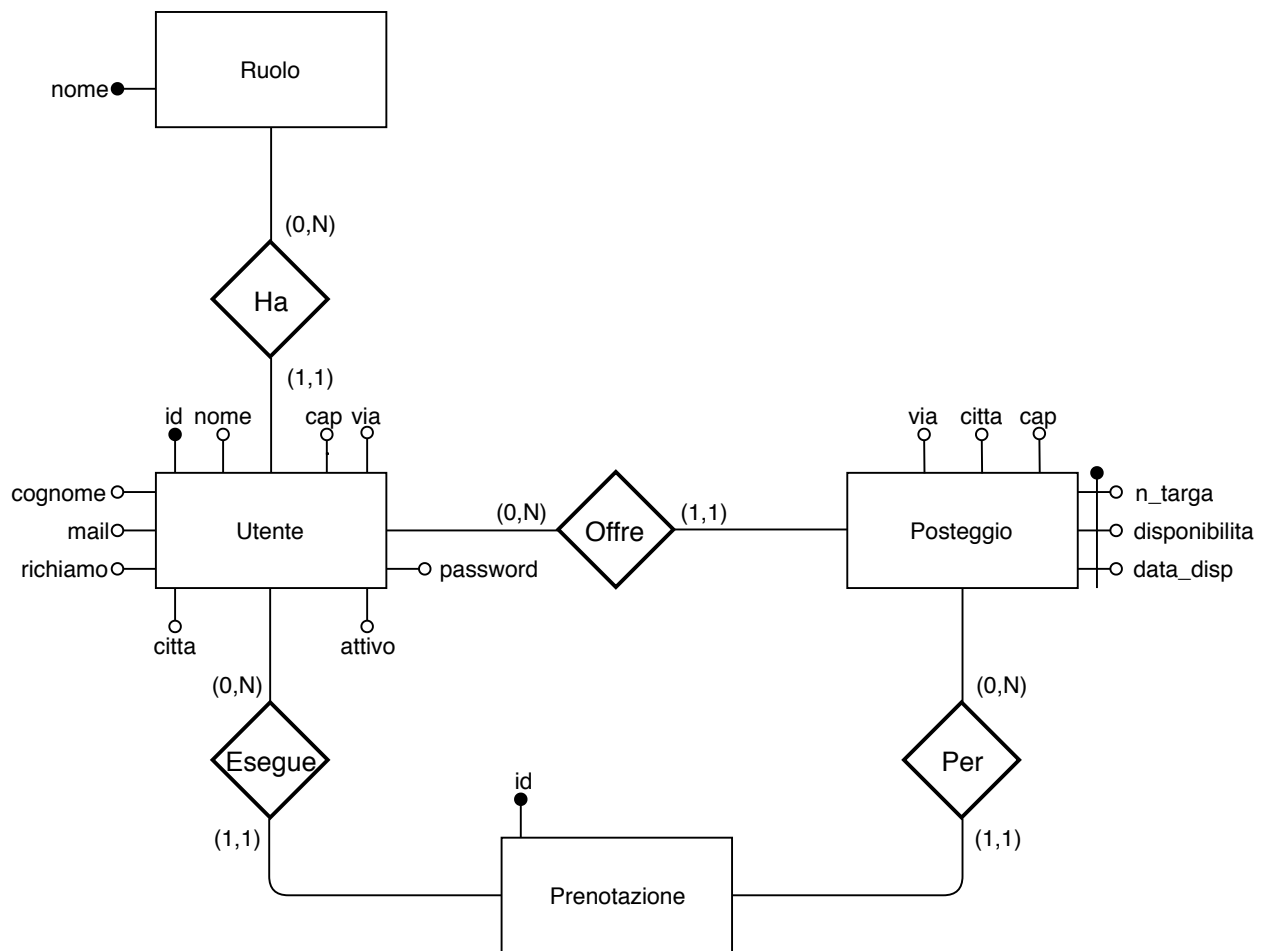 Ruolo
nome
(0,N)
Ha
(1,1)
id nome cap via
cognome
mail
richiamo
Utente
password
citta
attivo
(0,N)
Offre
(1,1)
via citta cap
Posteggio
n_targa
disponibilita
data_disp
(0,N)
Esegue
(1,1)
(0,N)
Per
(1,1)
id
Prenotazione